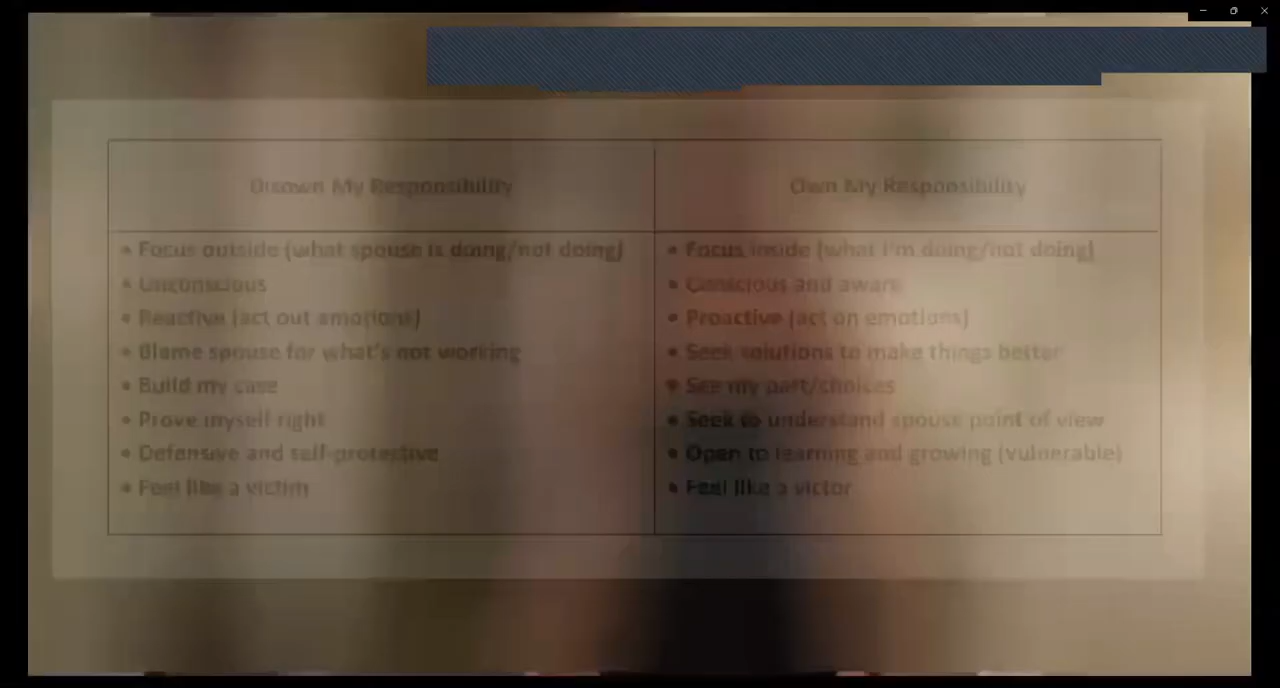 Disown My Responsibility
Own My Responsibility
• Focus outside (what spouse is doing/not doing)
• Unconscious
• Reactive (act out emotions)
• Blame spouse for what's not working
• Build my case
• Prove myself right
• Defensive and self-protective
• Feel like a victim
• Focus inside (what I'm doing/not doing)
• Conscious and aware
• Proactive (act on emotions)
• Seek solutions to make things better
• See my part/choices
• Seek to understand spouse point of view
• Open to learning and growing (vulnerable)
• Feel like a victor